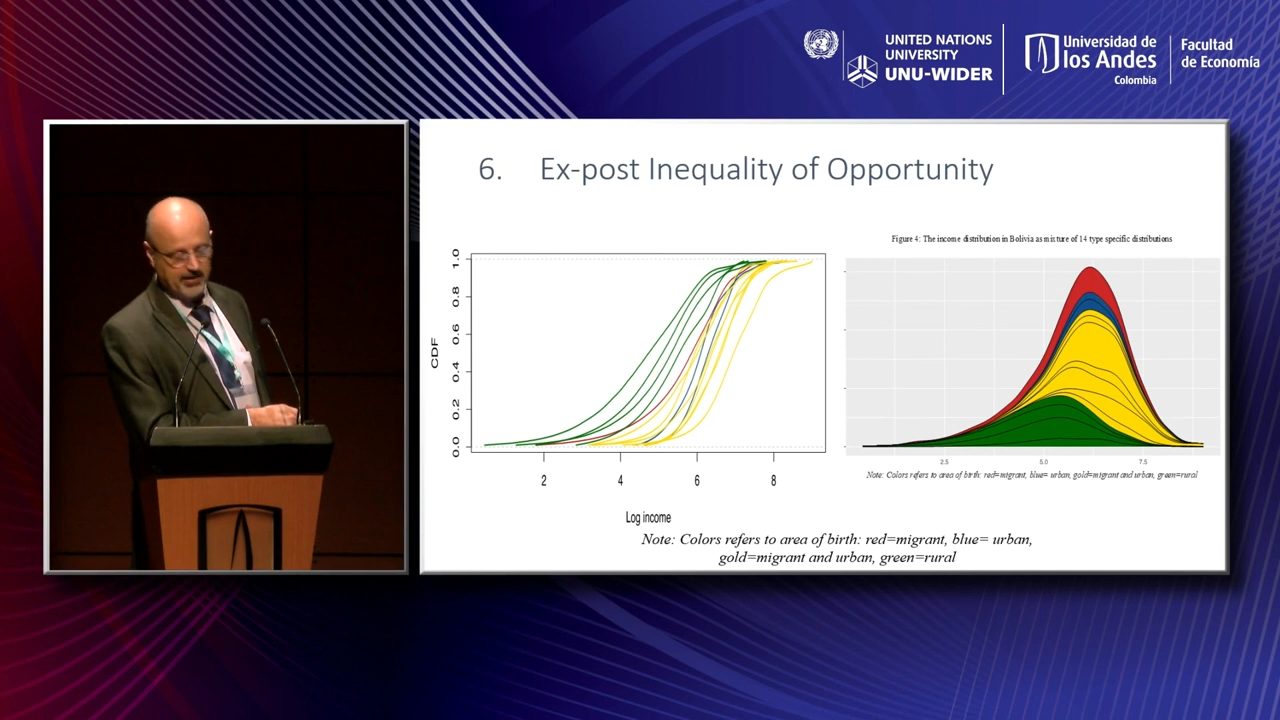 UNITED NATIONS
UNIVERSITY
UNU-WIDER
Universidad de
los Andes
Colombia
Facultad
de Economía
6. Ex-post Inequality of Opportunity
Figure 4: The income distribution in Bolivia as mixture of 14 type specific distributions
CDF
1.0
0.8
0.6
0.4
0.2
0.0
2 4 6 8
Log income
2.5 5.0 7.5
Note: Colors refers to area of birth: red=migrant, blue= urban, gold=migrant and urban, green=rural
Note: Colors refers to area of birth: red=migrant, blue= urban,
gold=migrant and urban, green=rural